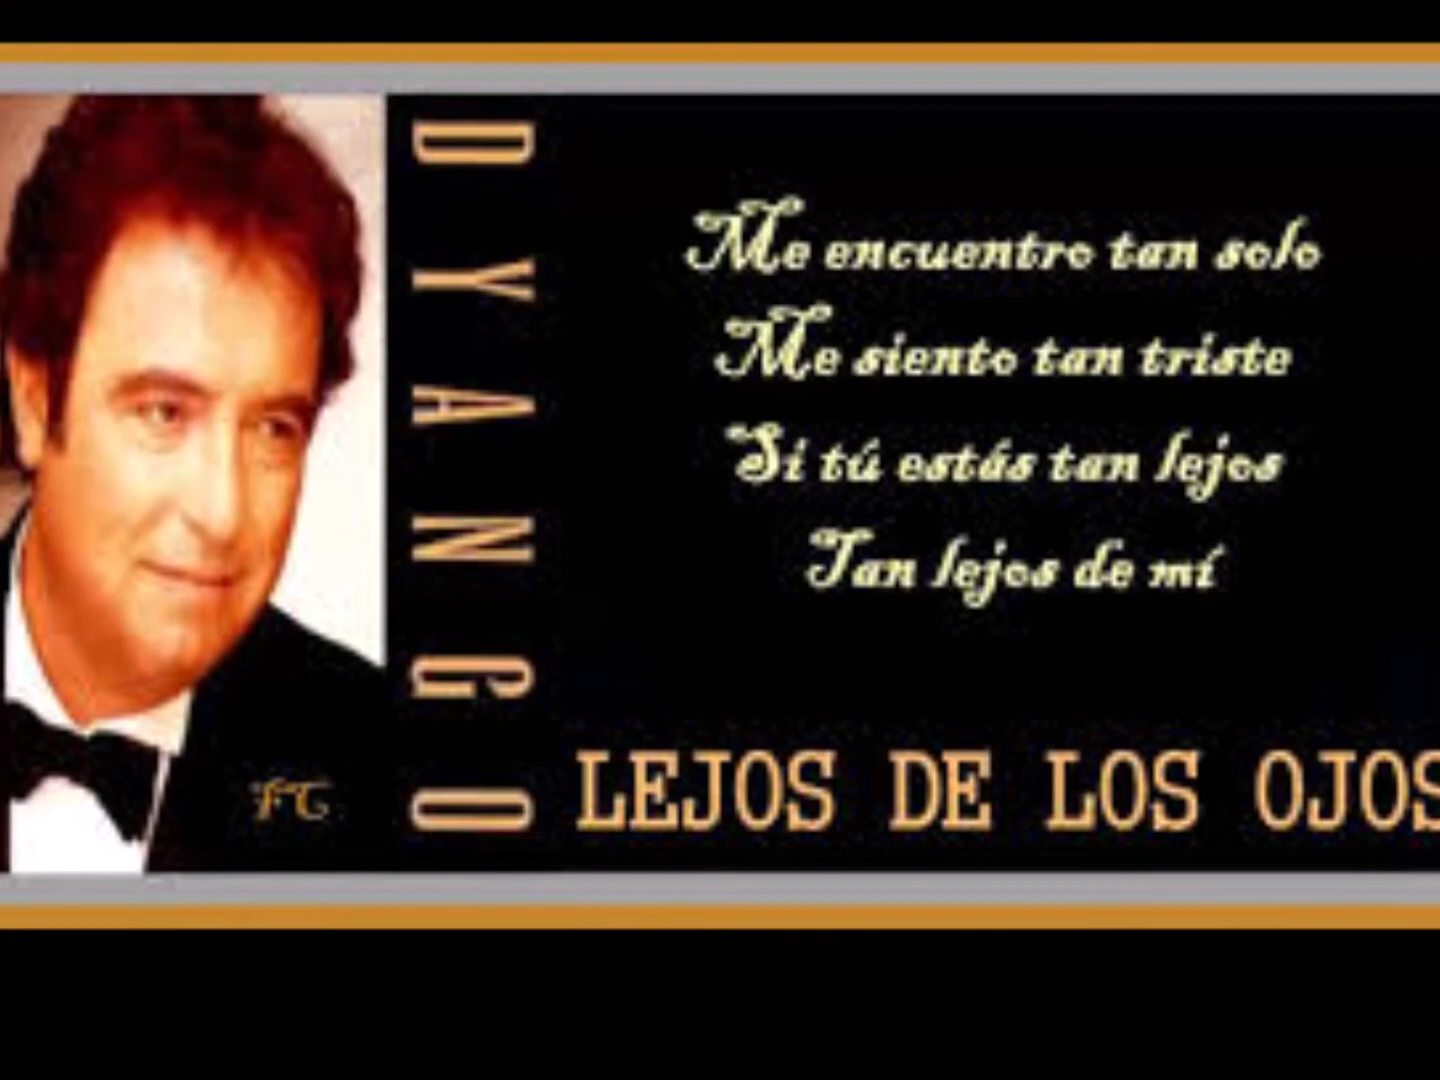 DYANGO
Me encuentro tan solo
Me siento tan triste
Si tú estás tan lejos
Tan lejos de mí
FT
LEJOS DE LOS OJOS